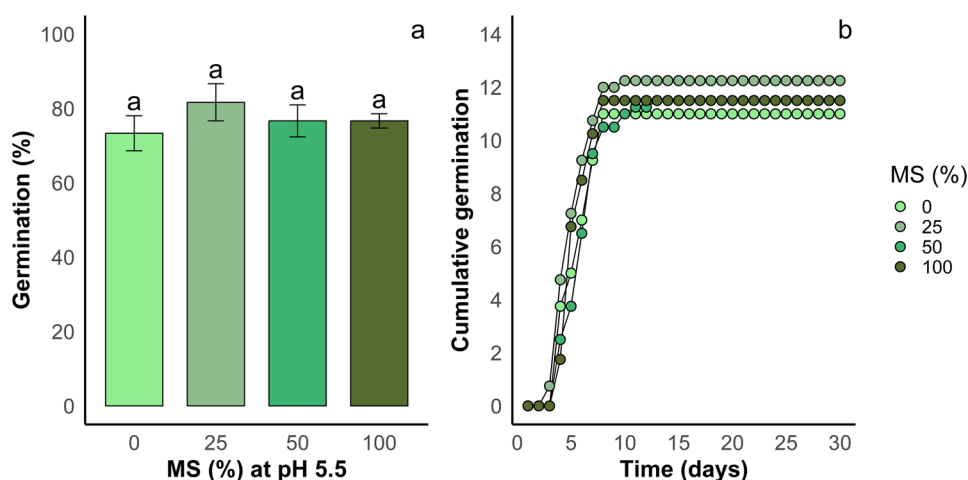 a
100
80
60
40
20
0
Germination (%)
a
a
a
a
0 25 50 100
MS (%) at pH 5.5
b
14
12
10
8
6
4
2
0
Cumulative germination
0 5 10 15 20 25 30
Time (days)
MS (%)
0
25
50
100